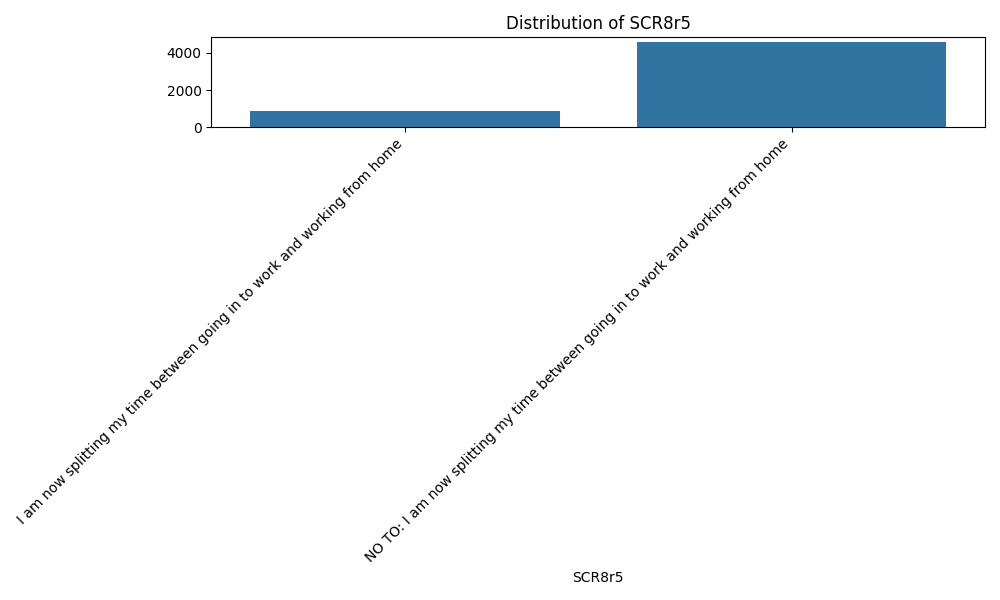 Distribution of SCR8r5
4000
2000
0
I am now splitting my time between going in to work and working from home
NO TO: I am now splitting my time between going in to work and working from home
SCR8r5